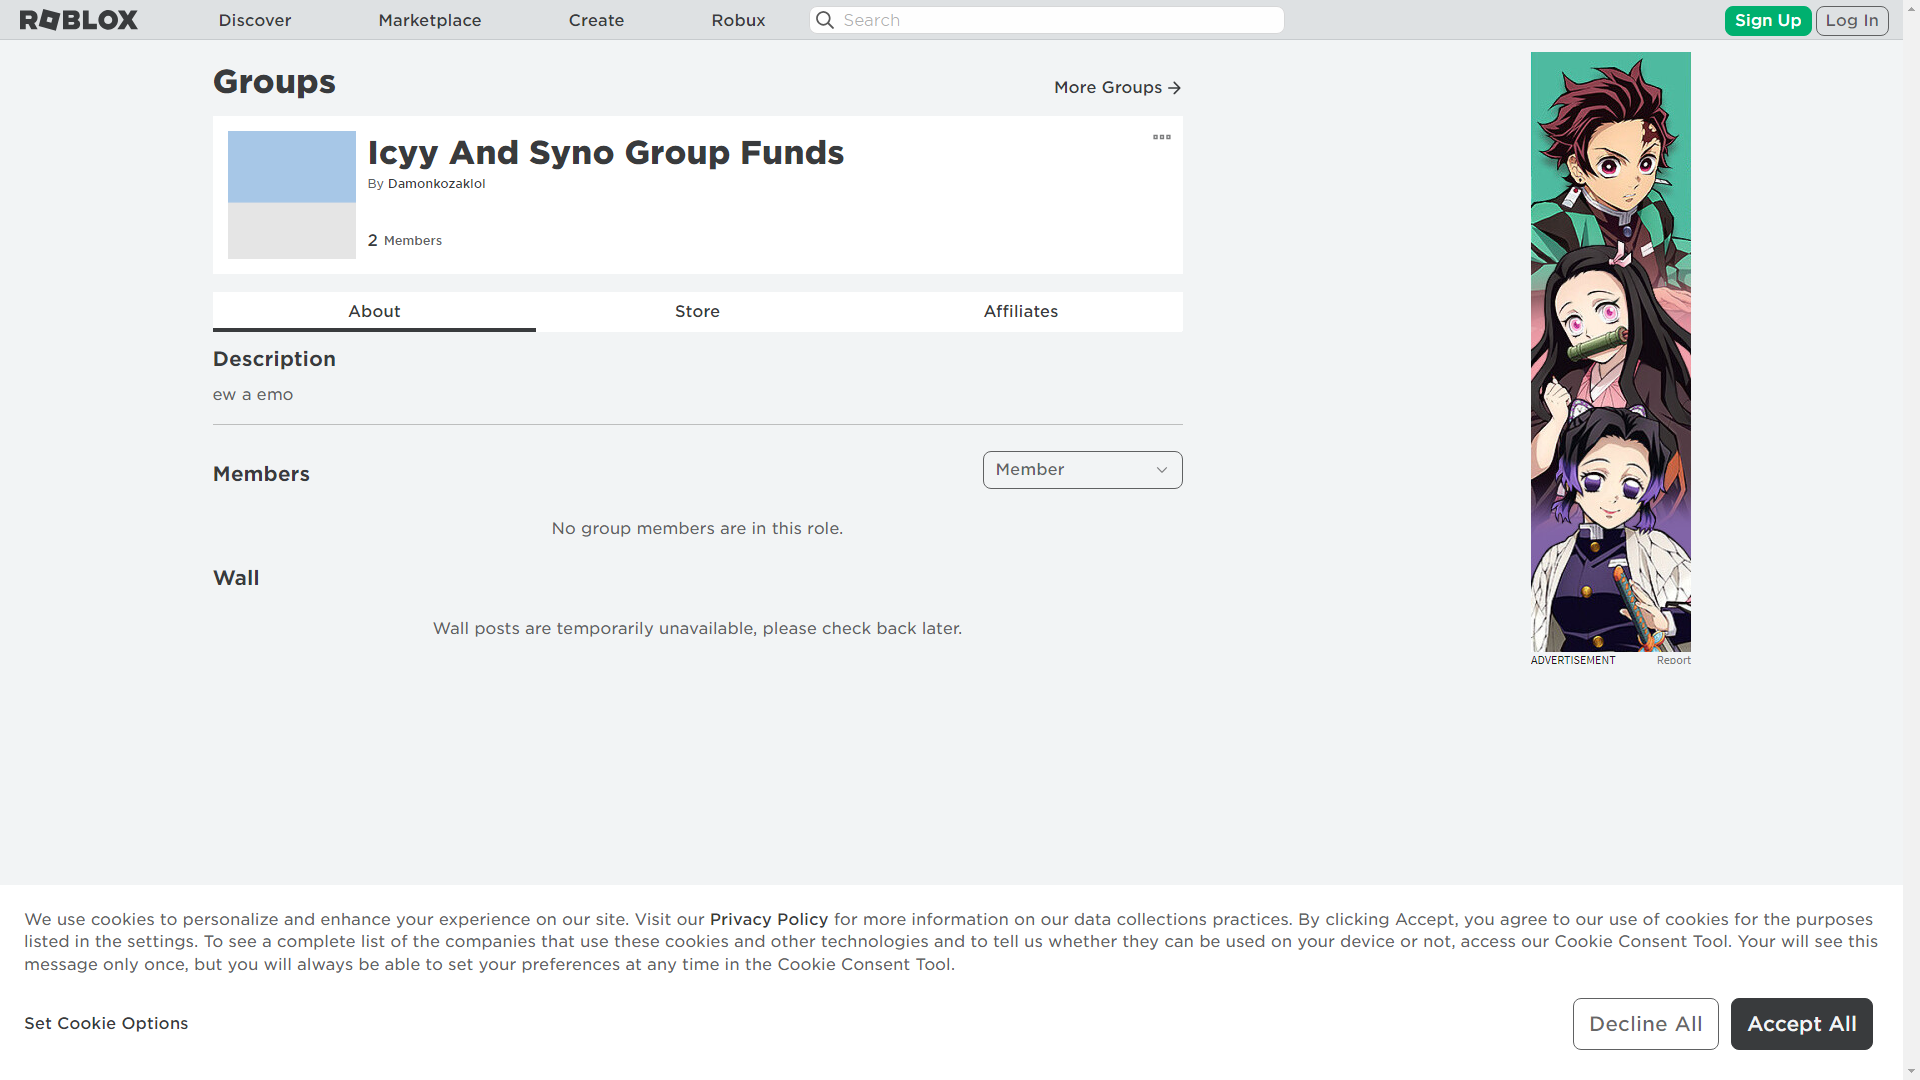 ROBLOX
Discover
Marketplace
Create
Robux
Search
Sign Up
Log In
Groups
More Groups
Icyy And Syno Group Funds
By Damonkozaklol
2 Members
About
Store
Affiliates
Description
ew a emo
Members
Member
No group members are in this role.
Wall
Wall posts are temporarily unavailable, please check back later.
ADVERTISEMENT
Report
We use cookies to personalize and enhance your experience on our site. Visit our Privacy Policy for more information on our data collections practices. By clicking Accept, you agree to our use of cookies for the purposes
listed in the settings. To see a complete list of the companies that use these cookies and other technologies and to tell us whether they can be used on your device or not, access our Cookie Consent Tool. Your will see this
message only once, but you will always be able to set your preferences at any time in the Cookie Consent Tool.
Set Cookie Options
Decline All
Accept All